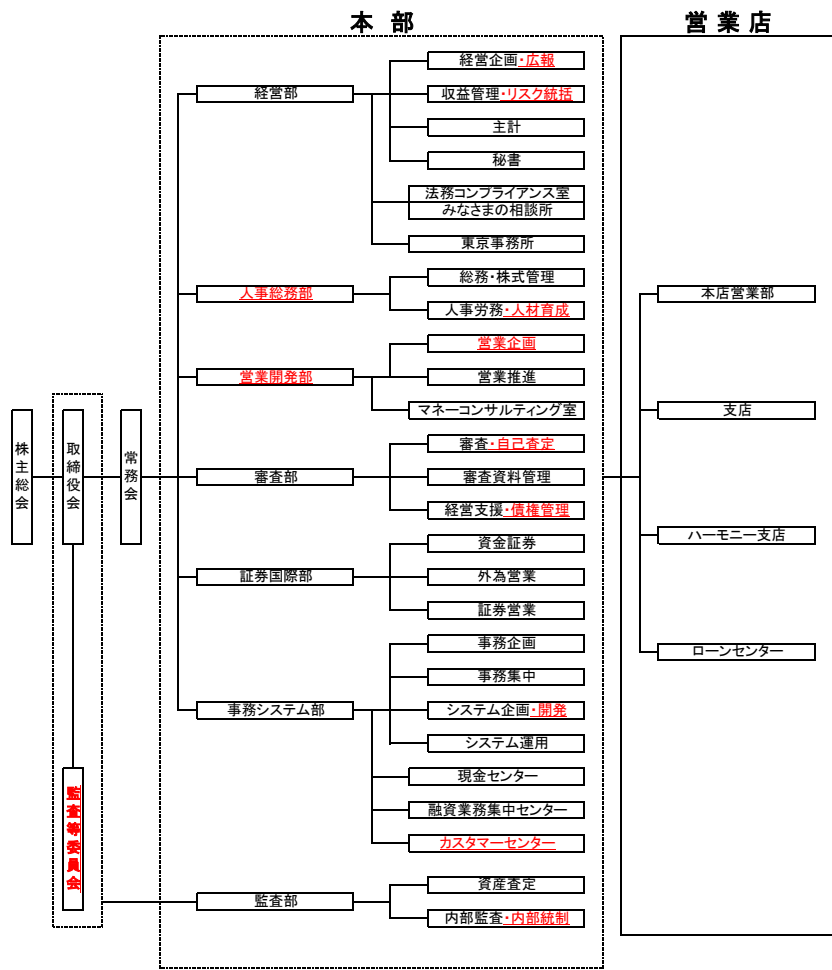 本部
営業店
経営企画・広報
経営部
収益管理・リスク統括
主計
秘書
法務コンプライアンス室
みなさまの相談所
東京事務所
人事総務部
総務・株式管理
人事労務・人材育成
営業開発部
営業企画
営業推進
マネーコンサルティング室
株主総会
取締役会
常務会
審査部
審査・自己査定
審査資料管理
経営支援・債権管理
証券国際部
資金証券
外為営業
証券営業
事務システム部
事務企画
事務集中
システム企画・開発
システム運用
現金センター
融資業務集中センター
カスタマーセンター
監査等委員会
監査部
資産査定
内部監査・内部統制
本店営業部
支店
ハーモニー支店
ローンセンター